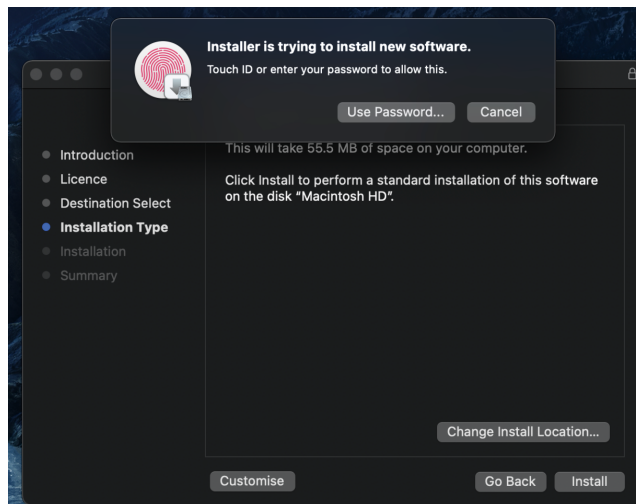 Installer is trying to install new software.
Touch ID or enter your password to allow this.
Use Password...
Cancel
Introduction
Licence
Destination Select
Installation Type
Installation
Summary
This will take 55.5 MB of space on your computer.
Click Install to perform a standard installation of this software
on the disk “Macintosh HD”.
Change Install Location...
Customise
Go Back
Install